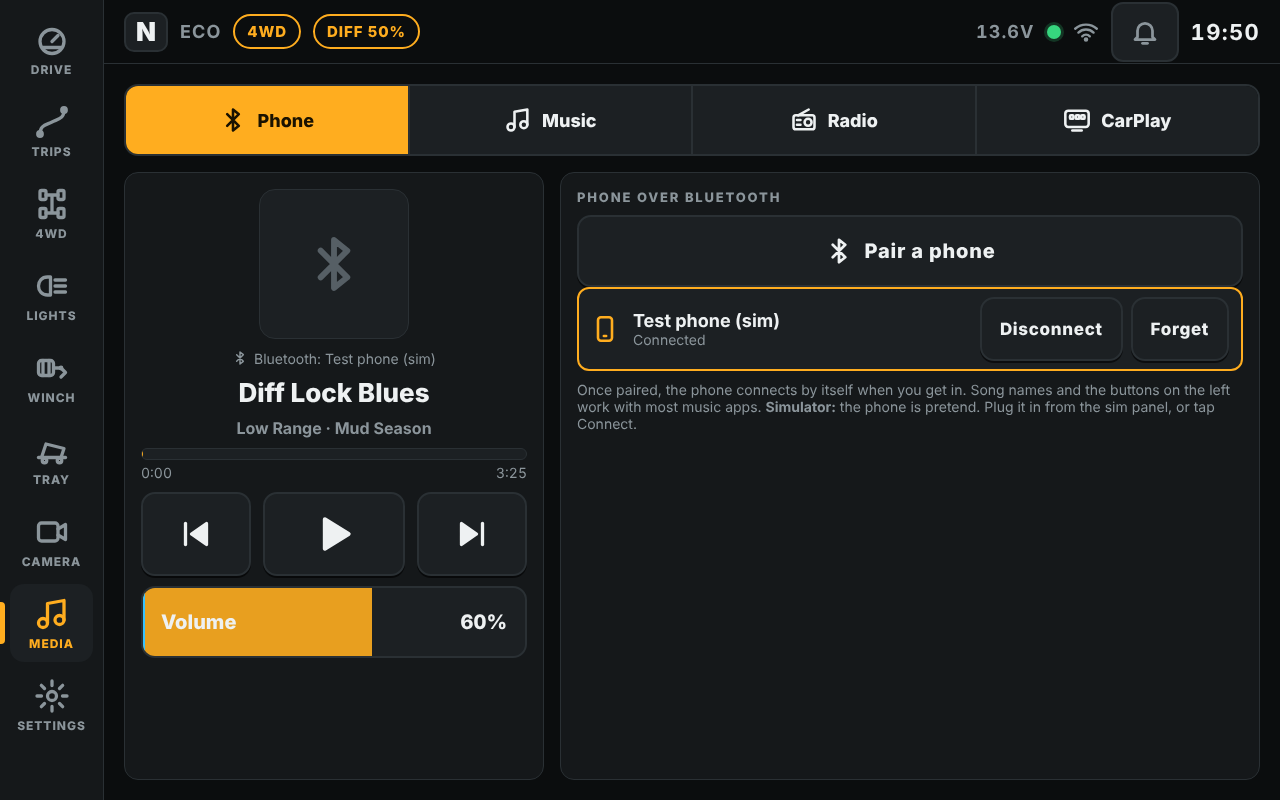 N ECO 4WD DIFF 50% 13.6V 19:50
DRIVE
TRIPS
4WD
LIGHTS
WINCH
TRAY
CAMERA
MEDIA
SETTINGS
Phone Music Radio CarPlay
Bluetooth: Test phone (sim)
Diff Lock Blues
Low Range · Mud Season
0:00 3:25
Volume 60%
PHONE OVER BLUETOOTH
Pair a phone
Test phone (sim)
Connected
Disconnect Forget
Once paired, the phone connects by itself when you get in. Song names and the buttons on the left
work with most music apps. Simulator: the phone is pretend. Plug it in from the sim panel, or tap
Connect.